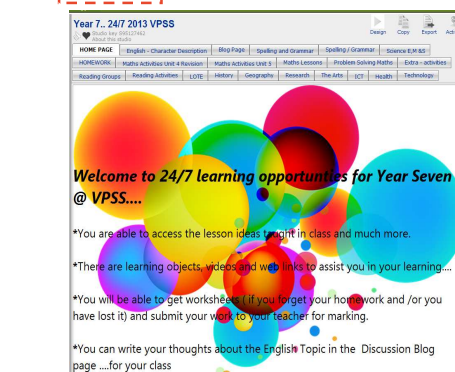 Year 7.. 24/7 2013 VPSS
Studio key 595127462
About this studio
Design Copy Export
HOME PAGE English - Character Description Blog Page Spelling and Grammar Spelling / Grammar Science E,M &S
HOMEWORK Maths Activities Unit 4 Revision Maths Activities Unit 5 Maths Lessons Problem Solving Maths Extra - activities
Reading Groups Reading Activities LOTE History Geography Research The Arts ICT Health Technology
Welcome to 24/7 learning opportunties for Year Seven
@ VPSS....
*You are able to access the lesson ideas taught in class and much more.
*There are learning objects, videos and web links to assist you in your learning....
*You will be able to get worksheets ( if you forget your homework and /or you
have lost it) and submit your work to your teacher for marking.
*You can write your thoughts about the English Topic in the Discussion Blog
page ....for your class